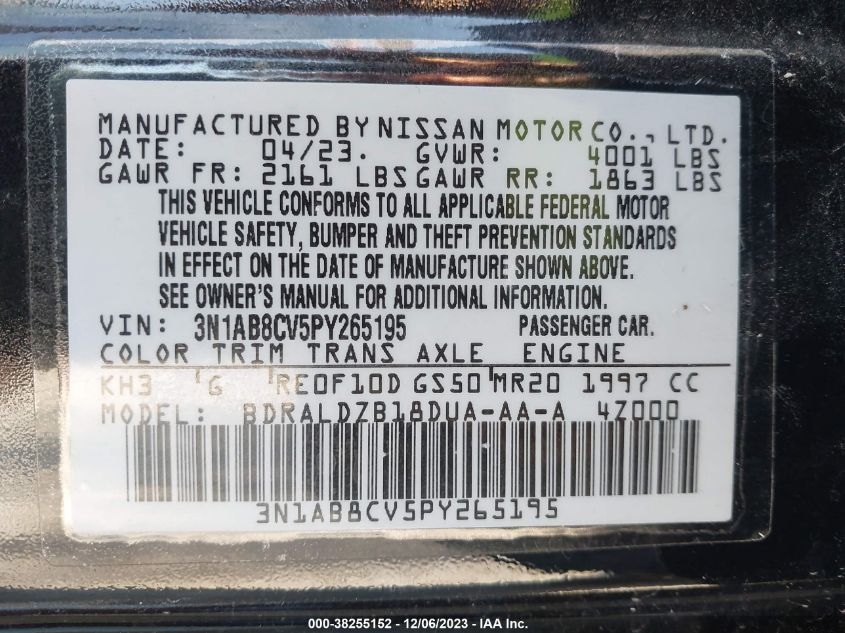 MANUFACTURED BY NISSAN MOTOR CO., LTD.
DATE: 04/23. GVWR: 4001 LBS
GAWR FR: 2161 LBS GAWR RR: 1863 LBS
THIS VEHICLE CONFORMS TO ALL APPLICABLE FEDERAL MOTOR
VEHICLE SAFETY, BUMPER AND THEFT PREVENTION STANDARDS
IN EFFECT ON THE DATE OF MANUFACTURE SHOWN ABOVE.
SEE OWNER'S MANUAL FOR ADDITIONAL INFORMATION.
VIN: 3N1AB8CV5PY265195 PASSENGER CAR.
COLOR TRIM TRANS AXLE ENGINE
KH3 G RE0F10D GS50 MR20 1997 CC
MODEL: BDRALDZB18DUA-AA-A 4Z000
3N1AB8CV5PY265195
000-38255152 - 12/06/2023 - IAA Inc.